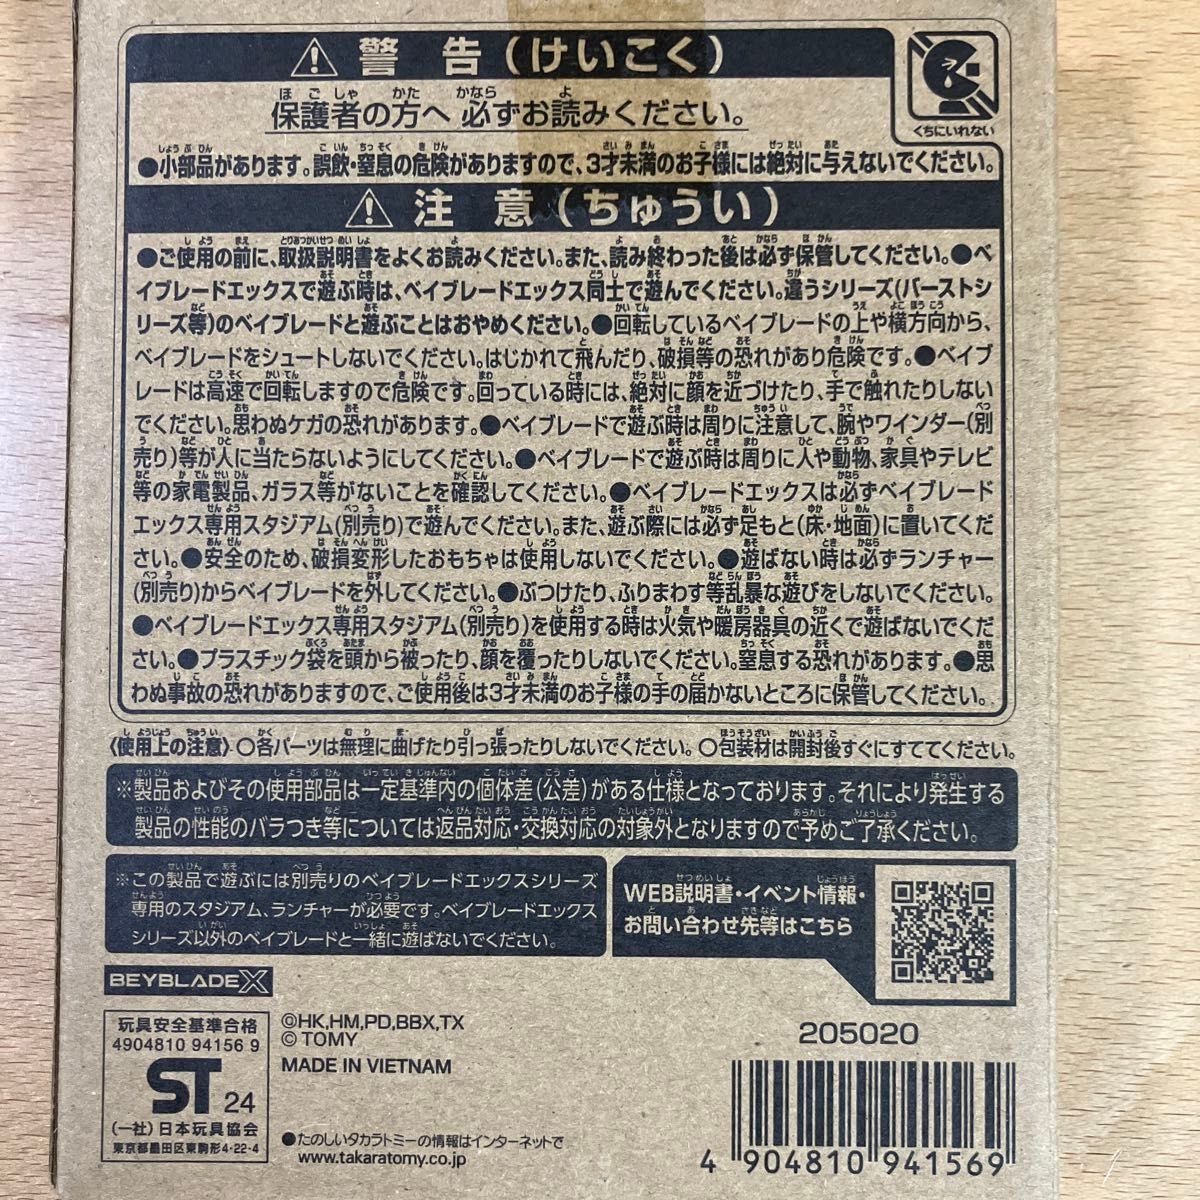 警告(けいこく)
くちにいれない
保護者の方へ 必ずお読みください。
●小部品があります。誤飲・窒息の危険がありますので、3才未満のお子様には絶対に与えないでください。
注意(ちゅうい)
●ご使用の前に、取扱説明書をよくお読みください。また、読み終わった後は必ず保管してください。●ベ
イブレードエックスで遊ぶ時は、ベイブレードエックス同士で遊んでください。違うシリーズ(バーストシ
リーズ等)のベイブレードと遊ぶことはおやめください。●回転しているベイブレードの上や横方向から、
ベイブレードをシュートしないでください。はじかれて飛んだり、破損等の恐れがあり危険です。●ベイブ
レードは高速で回転しますので危険です。回っている時には、絶対に顔を近づけたり、手で触れたりしない
でください。思わぬケガの恐れがあります。●ベイブレードで遊ぶ時は周りに注意して、腕やワインダー(別
売り)等が人に当たらないようにしてください。●ベイブレードで遊ぶ時は周りに人や動物、家具やテレビ
等の家電製品、ガラス等がないことを確認してください。●ベイブレードエックスは必ずベイブレード
エックス専用スタジアム(別売り)で遊んでください。また、遊ぶ際には必ず足もと(床・地面)に置いてくだ
さい。●安全のため、破損変形したおもちゃは使用しないでください。●遊ばない時は必ずランチャー
(別売り)からベイブレードを外してください。●ぶつけたり、ふりまわす等乱暴な遊びをしないでください。
●ベイブレードエックス専用スタジアム(別売り)を使用する時は火気や暖房器具の近くで遊ばないでくだ
さい。●プラスチック袋を頭から被ったり、顔を覆ったりしないでください。窒息する恐れがあります。●思
わぬ事故の恐れがありますので、ご使用後は3才未満のお子様の手の届かないところに保管してください。
〈使用上の注意〉○各パーツは無理に曲げたり引っ張ったりしないでください。○包装材は開封後すぐにすててください。
※製品およびその使用部品は一定基準内の個体差(公差)がある仕様となっております。それにより発生する
製品の性能のバラつき等については返品対応・交換対応の対象外となりますので予めご了承ください。
※この製品で遊ぶには別売りのベイブレードエックスシリーズ
専用のスタジアム、ランチャーが必要です。ベイブレードエックス
シリーズ以外のベイブレードと一緒に遊ばないでください。
WEB説明書・イベント情報・
お問い合わせ先等はこちら
BEYBLADE X
玩具安全基準合格
4904810 94156 9
ST 24
(一社)日本玩具協会
東京都墨田区東駒形4-22-4
©HK,HM,PD,BBX,TX
© TOMY
MADE IN VIETNAM
●たのしいタカラトミーの情報はインターネットで
www.takaratomy.co.jp
205020
4 904810 941569